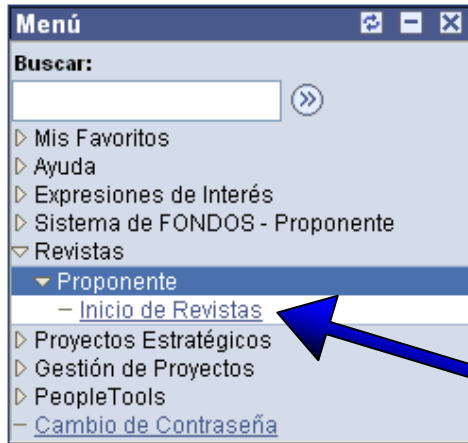 Menú
Buscar:
Mis Favoritos
Ayuda
Expresiones de Interés
Sistema de FONDOS - Proponente
Revistas
Proponente
Inicio de Revistas
Proyectos Estratégicos
Gestión de Proyectos
PeopleTools
Cambio de Contraseña